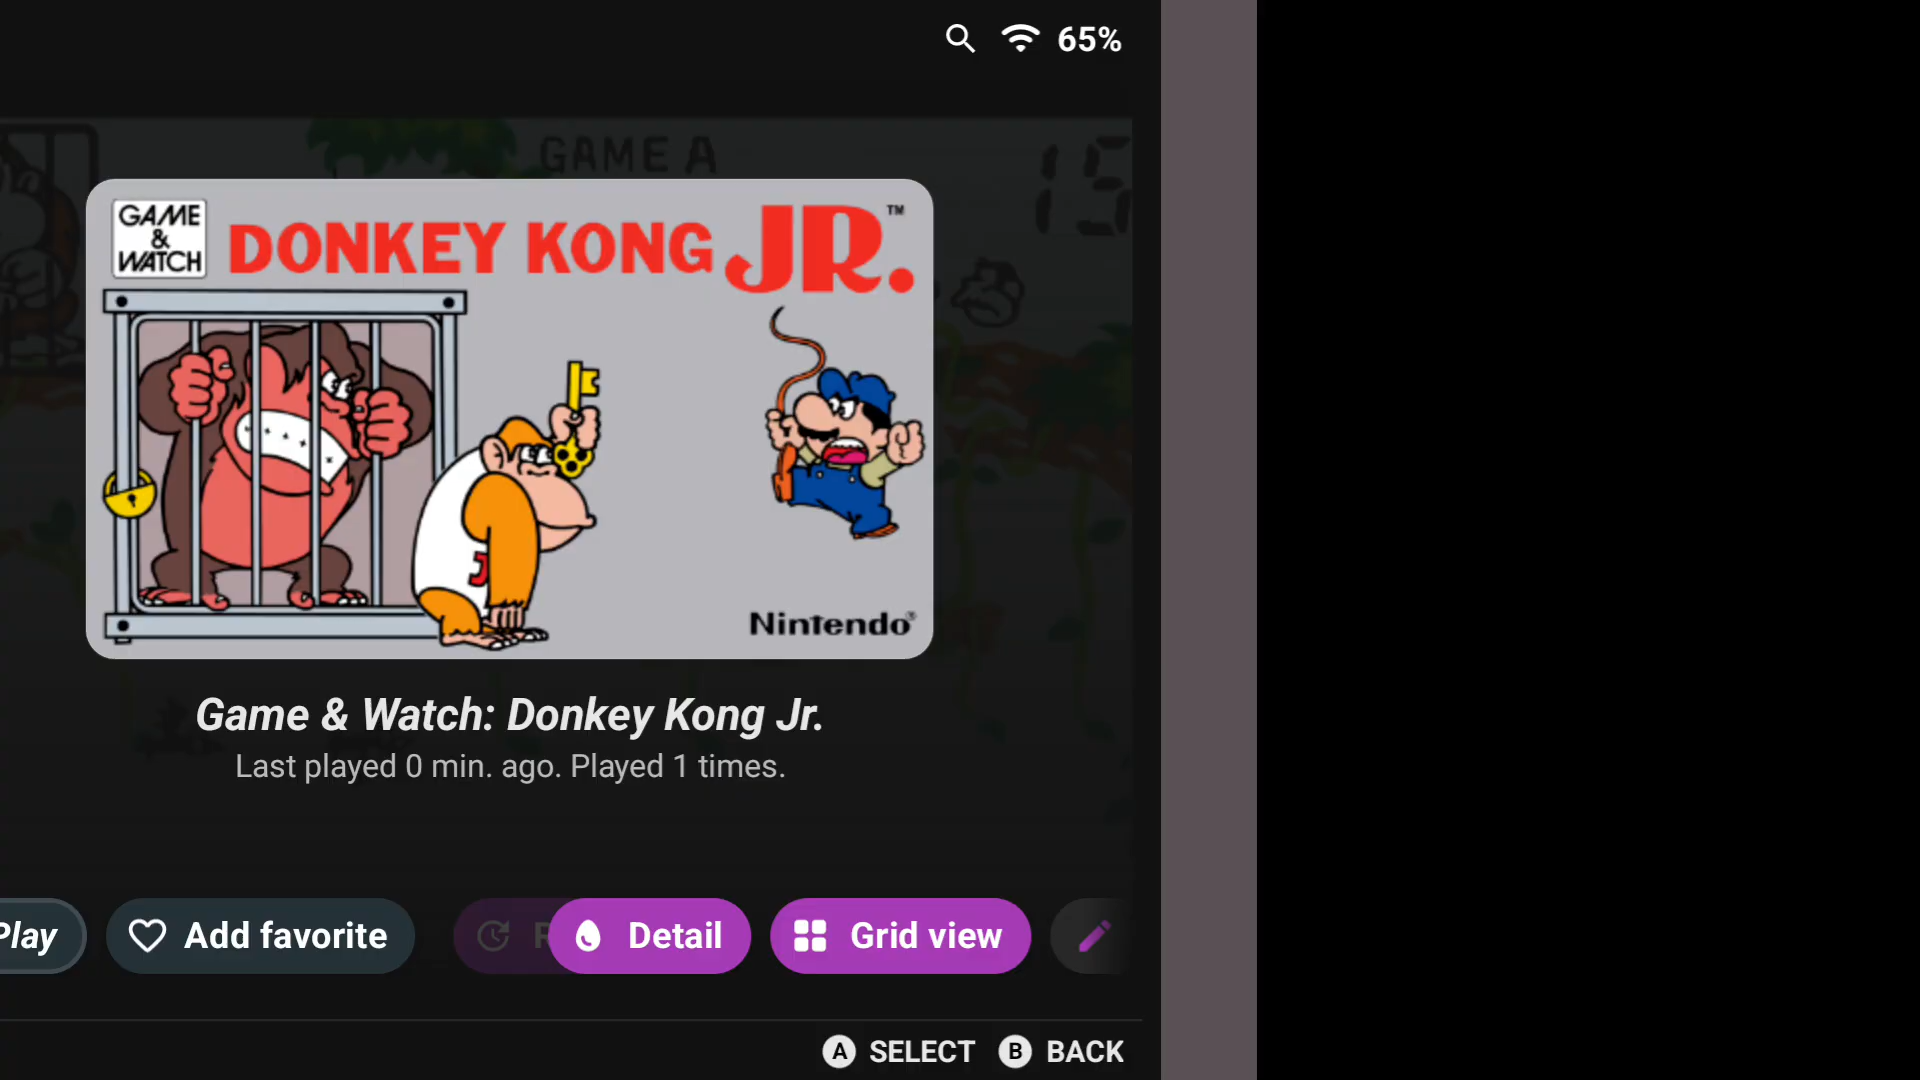 65%
GAME A
15
GAME
&
WATCH
DONKEY KONG JR.™
J
Nintendo®
Game & Watch: Donkey Kong Jr.
Last played 0 min. ago. Played 1 times.
Play
Add favorite
R
Detail
Grid view
A SELECT B BACK